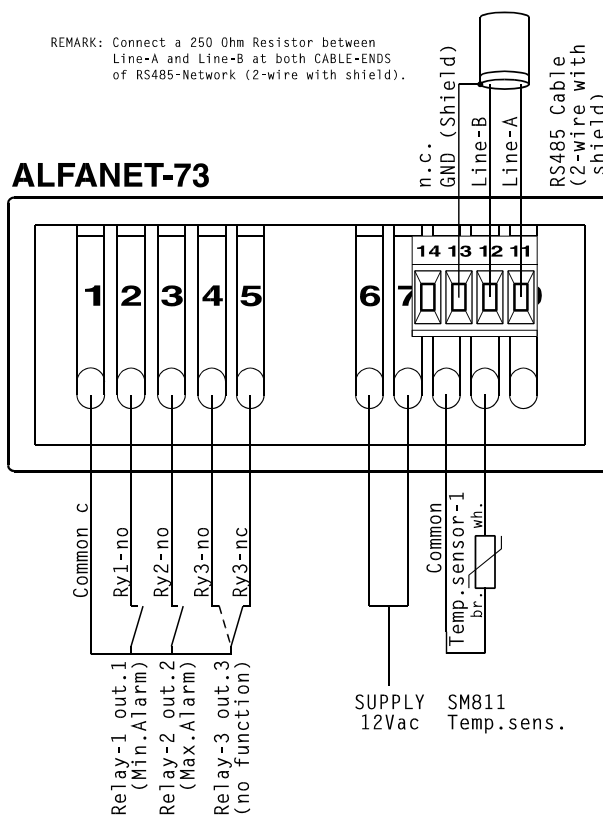 REMARK: Connect a 250 Ohm Resistor between
Line-A and Line-B at both CABLE-ENDS
of RS485-Network (2-wire with shield).
n.c.
GND (Shield)
Line-B
Line-A
RS485 Cable
(2-wire with
shield)
ALFANET-73
14 13 12 11
1 2 3 4 5 6 7
Common c
Ry1-no
Ry2-no
Ry3-no
Ry3-nc
Common
Temp.sensor-1
br. wh.
Relay-1 out.1
(Min.Alarm)
Relay-2 out.2
(Max.Alarm)
Relay-3 out.3
(no function)
SUPPLY
12Vac
SM811
Temp.sens.